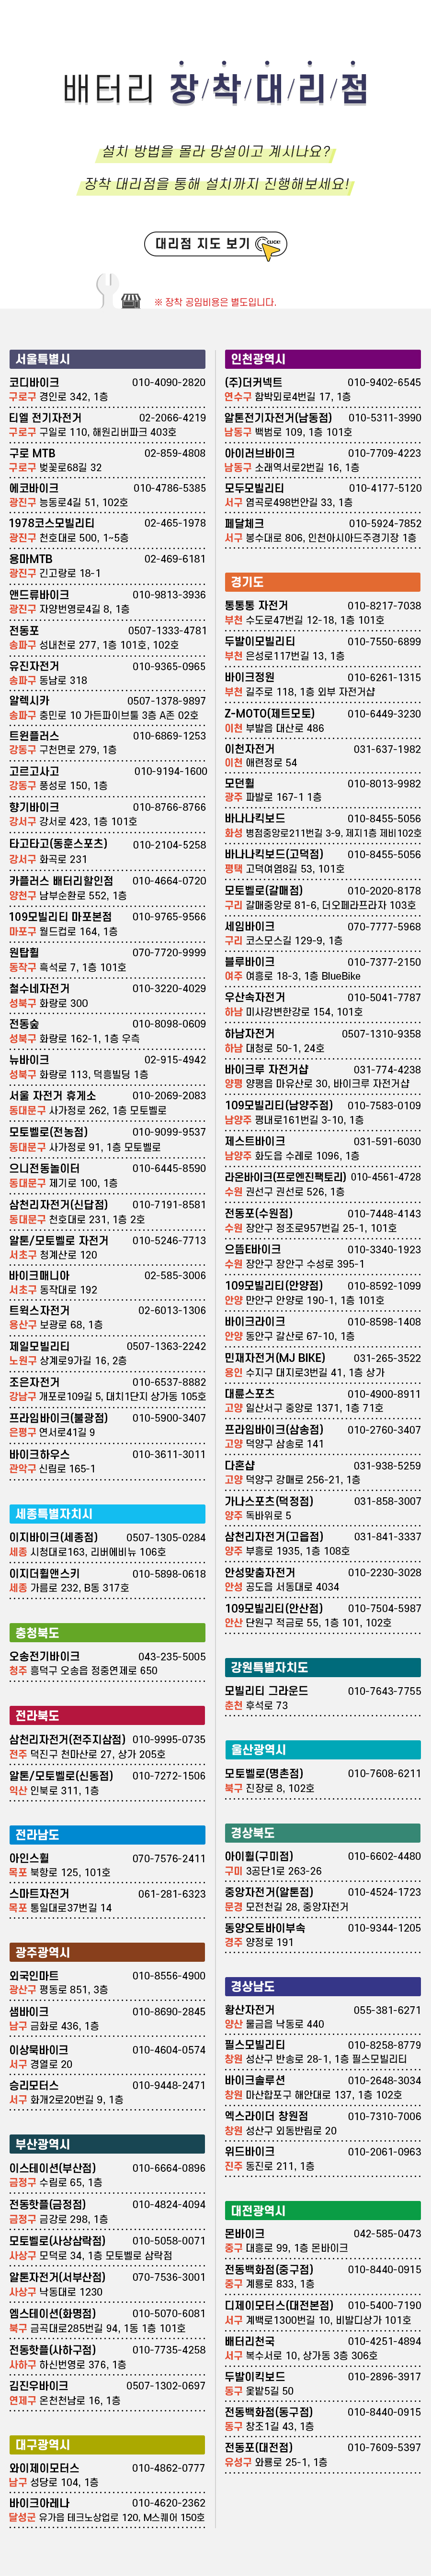 배터리 장/착/대/리/점
설치 방법을 몰라 망설이고 계시나요?
장착 대리점을 통해 설치까지 진행해보세요!
대리점 지도 보기 CLICK!
※ 장착 공임비용은 별도입니다.
서울특별시
코디바이크 010-4090-2820
구로구 경인로 342, 1층
티엘 전기자전거 02-2066-4219
구로구 구일로 110, 해원리버파크 403호
구로 MTB 02-859-4808
구로구 벚꽃로68길 32
에코바이크 010-4786-5385
광진구 능동로4길 51, 102호
1978코스모빌리티 02-465-1978
광진구 천호대로 500, 1~5층
용마MTB 02-469-6181
광진구 긴고랑로 18-1
앤드류바이크 010-9813-3936
광진구 자양번영로4길 8, 1층
전동포 0507-1333-4781
송파구 성내천로 277, 1층 101호, 102호
유진자전거 010-9365-0965
송파구 동남로 318
알렉시카 0507-1378-9897
송파구 충민로 10 가든파이브툴 3층 A존 02호
트윈플러스 010-6869-1253
강동구 구천면로 279, 1층
고르고사고 010-9194-1600
강동구 풍성로 150, 1층
향기바이크 010-8766-8766
강서구 강서로 423, 1층 101호
타고타고(동훈스포츠) 010-2104-5258
강서구 화곡로 231
카플러스 배터리할인점 010-4664-0720
양천구 남부순환로 552, 1층
109모빌리티 마포본점 010-9765-9566
마포구 월드컵로 164, 1층
원탑휠 070-7720-9999
동작구 흑석로 7, 1층 101호
철수네자전거 010-3220-4029
성북구 화랑로 300
전동숲 010-8098-0609
성북구 화랑로 162-1, 1층 우측
뉴바이크 02-915-4942
성북구 화랑로 113, 덕흥빌딩 1층
서울 자전거 휴게소 010-2069-2083
동대문구 사가정로 262, 1층 모토벨로
모토벨로(전농점) 010-9099-9537
동대문구 사가정로 91, 1층 모토벨로
으니전동놀이터 010-6445-8590
동대문구 제기로 100, 1층
삼천리자전거(신답점) 010-7191-8581
동대문구 천호대로 231, 1층 2호
알톤/모토벨로 자전거 010-5246-7713
서초구 청계산로 120
바이크매니아 02-585-3006
서초구 동작대로 192
트윅스자전거 02-6013-1306
용산구 보광로 68, 1층
제일모빌리티 0507-1363-2242
노원구 상계로9가길 16, 2층
조은자전거 010-6537-8882
강남구 개포로109길 5, 대치1단지 상가동 105호
프라임바이크(불광점) 010-5900-3407
은평구 연서로41길 9
바이크하우스 010-3611-3011
관악구 신림로 165-1
세종특별자치시
이지바이크(세종점) 0507-1305-0284
세종 시청대로163, 리버에비뉴 106호
이지더휠앤스키 010-5898-0618
세종 가름로 232, B동 317호
충청북도
오송전기바이크 043-235-5005
청주 흥덕구 오송읍 정중연제로 650
전라북도
삼천리자전거(전주지삼점) 010-9995-0735
전주 덕진구 천마산로 27, 상가 205호
알톤/모토벨로(신동점) 010-7272-1506
익산 인북로 311, 1층
전라남도
아인스휠 070-7576-2411
목포 북항로 125, 101호
스마트자전거 061-281-6323
목포 통일대로37번길 14
광주광역시
외국인마트 010-8556-4900
광산구 평동로 851, 3층
샘바이크 010-8690-2845
남구 금화로 436, 1층
이상묵바이크 010-4604-0574
서구 경열로 20
승리모터스 010-9448-2471
서구 화개2로20번길 9, 1층
부산광역시
이스테이션(부산점) 010-6664-0896
금정구 수림로 65, 1층
전동핫플(금정점) 010-4824-4094
금정구 금강로 298, 1층
모토벨로(사상삼락점) 010-5058-0071
사상구 모덕로 34, 1층 모토벨로 삼락점
알톤자전거(서부산점) 070-7536-3001
사상구 낙동대로 1230
엠스테이션(화명점) 010-5070-6081
북구 금곡대로285번길 94, 1동 1층 101호
전동핫플(사하구점) 010-7735-4258
사하구 하신번영로 376, 1층
김진우바이크 0507-1302-0697
연제구 온천천남로 16, 1층
대구광역시
와이제이모터스 010-4862-0777
남구 성당로 104, 1층
바이크아레나 010-4620-2362
달성군 유가읍 테크노상업로 120, M스퀘어 150호
인천광역시
(주)더커넥트 010-9402-6545
연수구 함박뫼로4번길 17, 1층
알톤전기자전거(남동점) 010-5311-3990
남동구 백범로 109, 1층 101호
아이러브바이크 010-7709-4223
남동구 소래역서로2번길 16, 1층
모두모빌리티 010-4177-5120
서구 염곡로498번안길 33, 1층
페달체크 010-5924-7852
서구 봉수대로 806, 인천아시아드주경기장 1층
경기도
통통통 자전거 010-8217-7038
부천 수도로47번길 12-18, 1층 101호
두발이모빌리티 010-7550-6899
부천 은성로117번길 13, 1층
바이크정원 010-6261-1315
부천 길주로 118, 1층 외부 자전거샵
Z-MOTO(제트모토) 010-6449-3230
이천 부발읍 대산로 486
이천자전거 031-637-1982
이천 애련정로 54
모던휠 010-8013-9982
광주 파발로 167-1 1층
바나나킥보드 010-8455-5056
화성 병점중앙로211번길 3-9, 제지1층 제비102호
바나나킥보드(고덕점) 010-8455-5056
평택 고덕여염8길 53, 101호
모토벨로(갈매점) 010-2020-8178
구리 갈매중앙로 81-6, 더오페라프라자 103호
세임바이크 070-7777-5968
구리 코스모스길 129-9, 1층
블루바이크 010-7377-2150
여주 여흥로 18-3, 1층 BlueBike
우산속자전거 010-5041-7787
하남 미사강변한강로 154, 101호
하남자전거 0507-1310-9358
하남 대청로 50-1, 24호
바이크루 자전거샵 031-774-4238
양평 양평읍 마유산로 30, 바이크루 자전거샵
109모빌리티(남양주점) 010-7583-0109
남양주 평내로161번길 3-10, 1층
제스트바이크 031-591-6030
남양주 화도읍 수레로 1096, 1층
라온바이크(프로엔진팩토리) 010-4561-4728
수원 권선구 권선로 526, 1층
전동포(수원점) 010-7448-4143
수원 장안구 정조로957번길 25-1, 101호
으뜸E바이크 010-3340-1923
수원 장안구 장안구 수성로 395-1
109모빌리티(안양점) 010-8592-1099
안양 만안구 안양로 190-1, 1층 101호
바이크라이크 010-8598-1408
안양 동안구 갈산로 67-10, 1층
민재자전거(MJ BIKE) 031-265-3522
용인 수지구 대지로3번길 41, 1층 상가
대륜스포츠 010-4900-8911
고양 일산서구 중앙로 1371, 1층 71호
프라임바이크(삼송점) 010-2760-3407
고양 덕양구 삼송로 141
다혼샵 031-938-5259
고양 덕양구 강매로 256-21, 1층
가나스포츠(덕정점) 031-858-3007
양주 독바위로 5
삼천리자전거(고읍점) 031-841-3337
양주 부흥로 1935, 1층 108호
안성맞춤자전거 010-2230-3028
안성 공도읍 서동대로 4034
109모빌리티(안산점) 010-7504-5987
안산 단원구 적금로 55, 1층 101, 102호
강원특별자치도
모빌리티 그라운드 010-7643-7755
춘천 후석로 73
울산광역시
모토벨로(명촌점) 010-7608-6211
북구 진장로 8, 102호
경상북도
아이휠(구미점) 010-6602-4480
구미 3공단1로 263-26
중앙자전거(알톤점) 010-4524-1723
문경 모전천길 28, 중앙자전거
동양오토바이부속 010-9344-1205
경주 양정로 191
경상남도
황산자전거 055-381-6271
양산 물금읍 낙동로 440
필스모빌리티 010-8258-8779
창원 성산구 반송로 28-1, 1층 필스모빌리티
바이크솔루션 010-2648-3034
창원 마산합포구 해안대로 137, 1층 102호
엑스라이더 창원점 010-7310-7006
창원 성산구 외동반림로 20
위드바이크 010-2061-0963
진주 동진로 211, 1층
대전광역시
몬바이크 042-585-0473
중구 대흥로 99, 1층 몬바이크
전동백화점(중구점) 010-8440-0915
중구 계룡로 833, 1층
디제이모터스(대전본점) 010-5400-7190
서구 계백로1300번길 10, 비발디상가 101호
배터리천국 010-4251-4894
서구 복수서로 10, 상가동 3층 306호
두발이킥보드 010-2896-3917
동구 옻밭5길 50
전동백화점(동구점) 010-8440-0915
동구 창조1길 43, 1층
전동포(대전점) 010-7609-5397
유성구 와룡로 25-1, 1층